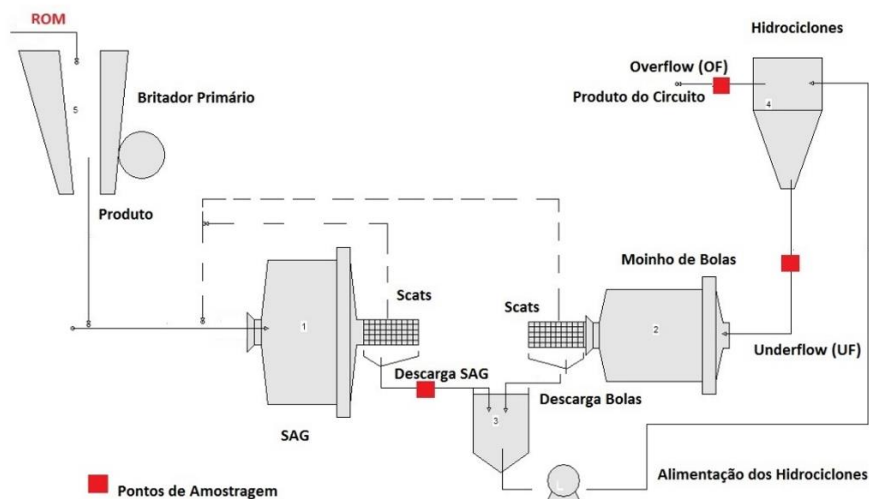 ROM
Hidrociclones
Overflow (OF)
Produto do Circuito
4
5
Britador Primário
Produto
Moinho de Bolas
Scats
Scats
1
2
Underflow (UF)
Descarga SAG
Descarga Bolas
3
SAG
Alimentação dos Hidrociclones
Pontos de Amostragem